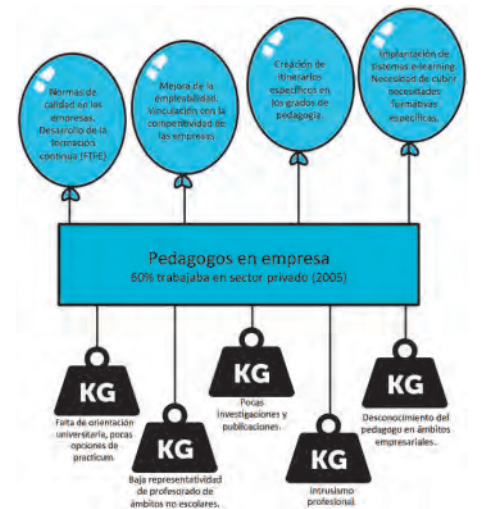 Normas de
calidad en las
empresas.
Desarrollo de la
formación
continua (FTFE)
Mejora de la
empleabilidad.
Vinculación con la
competitividad de
las empresas
Creación de
itinerarios
específicos en los
grados de
pedagogía.
Implantación de
sistemas e-learning.
Necesidad de cubrir
necesidades
formativas
específicas.
Pedagogos en empresa
60% trabajaba en sector privado (2005)
KG
Falta de orientación
universitaria, pocas
opciones de
practicum.
KG
Baja representatividad
de profesorado de
ámbitos no escolares.
KG
Pocas
investigaciones y
publicaciones.
KG
Intrusismo
profesional
KG
Desconocimiento del
pedagogo en ámbitos
empresariales.